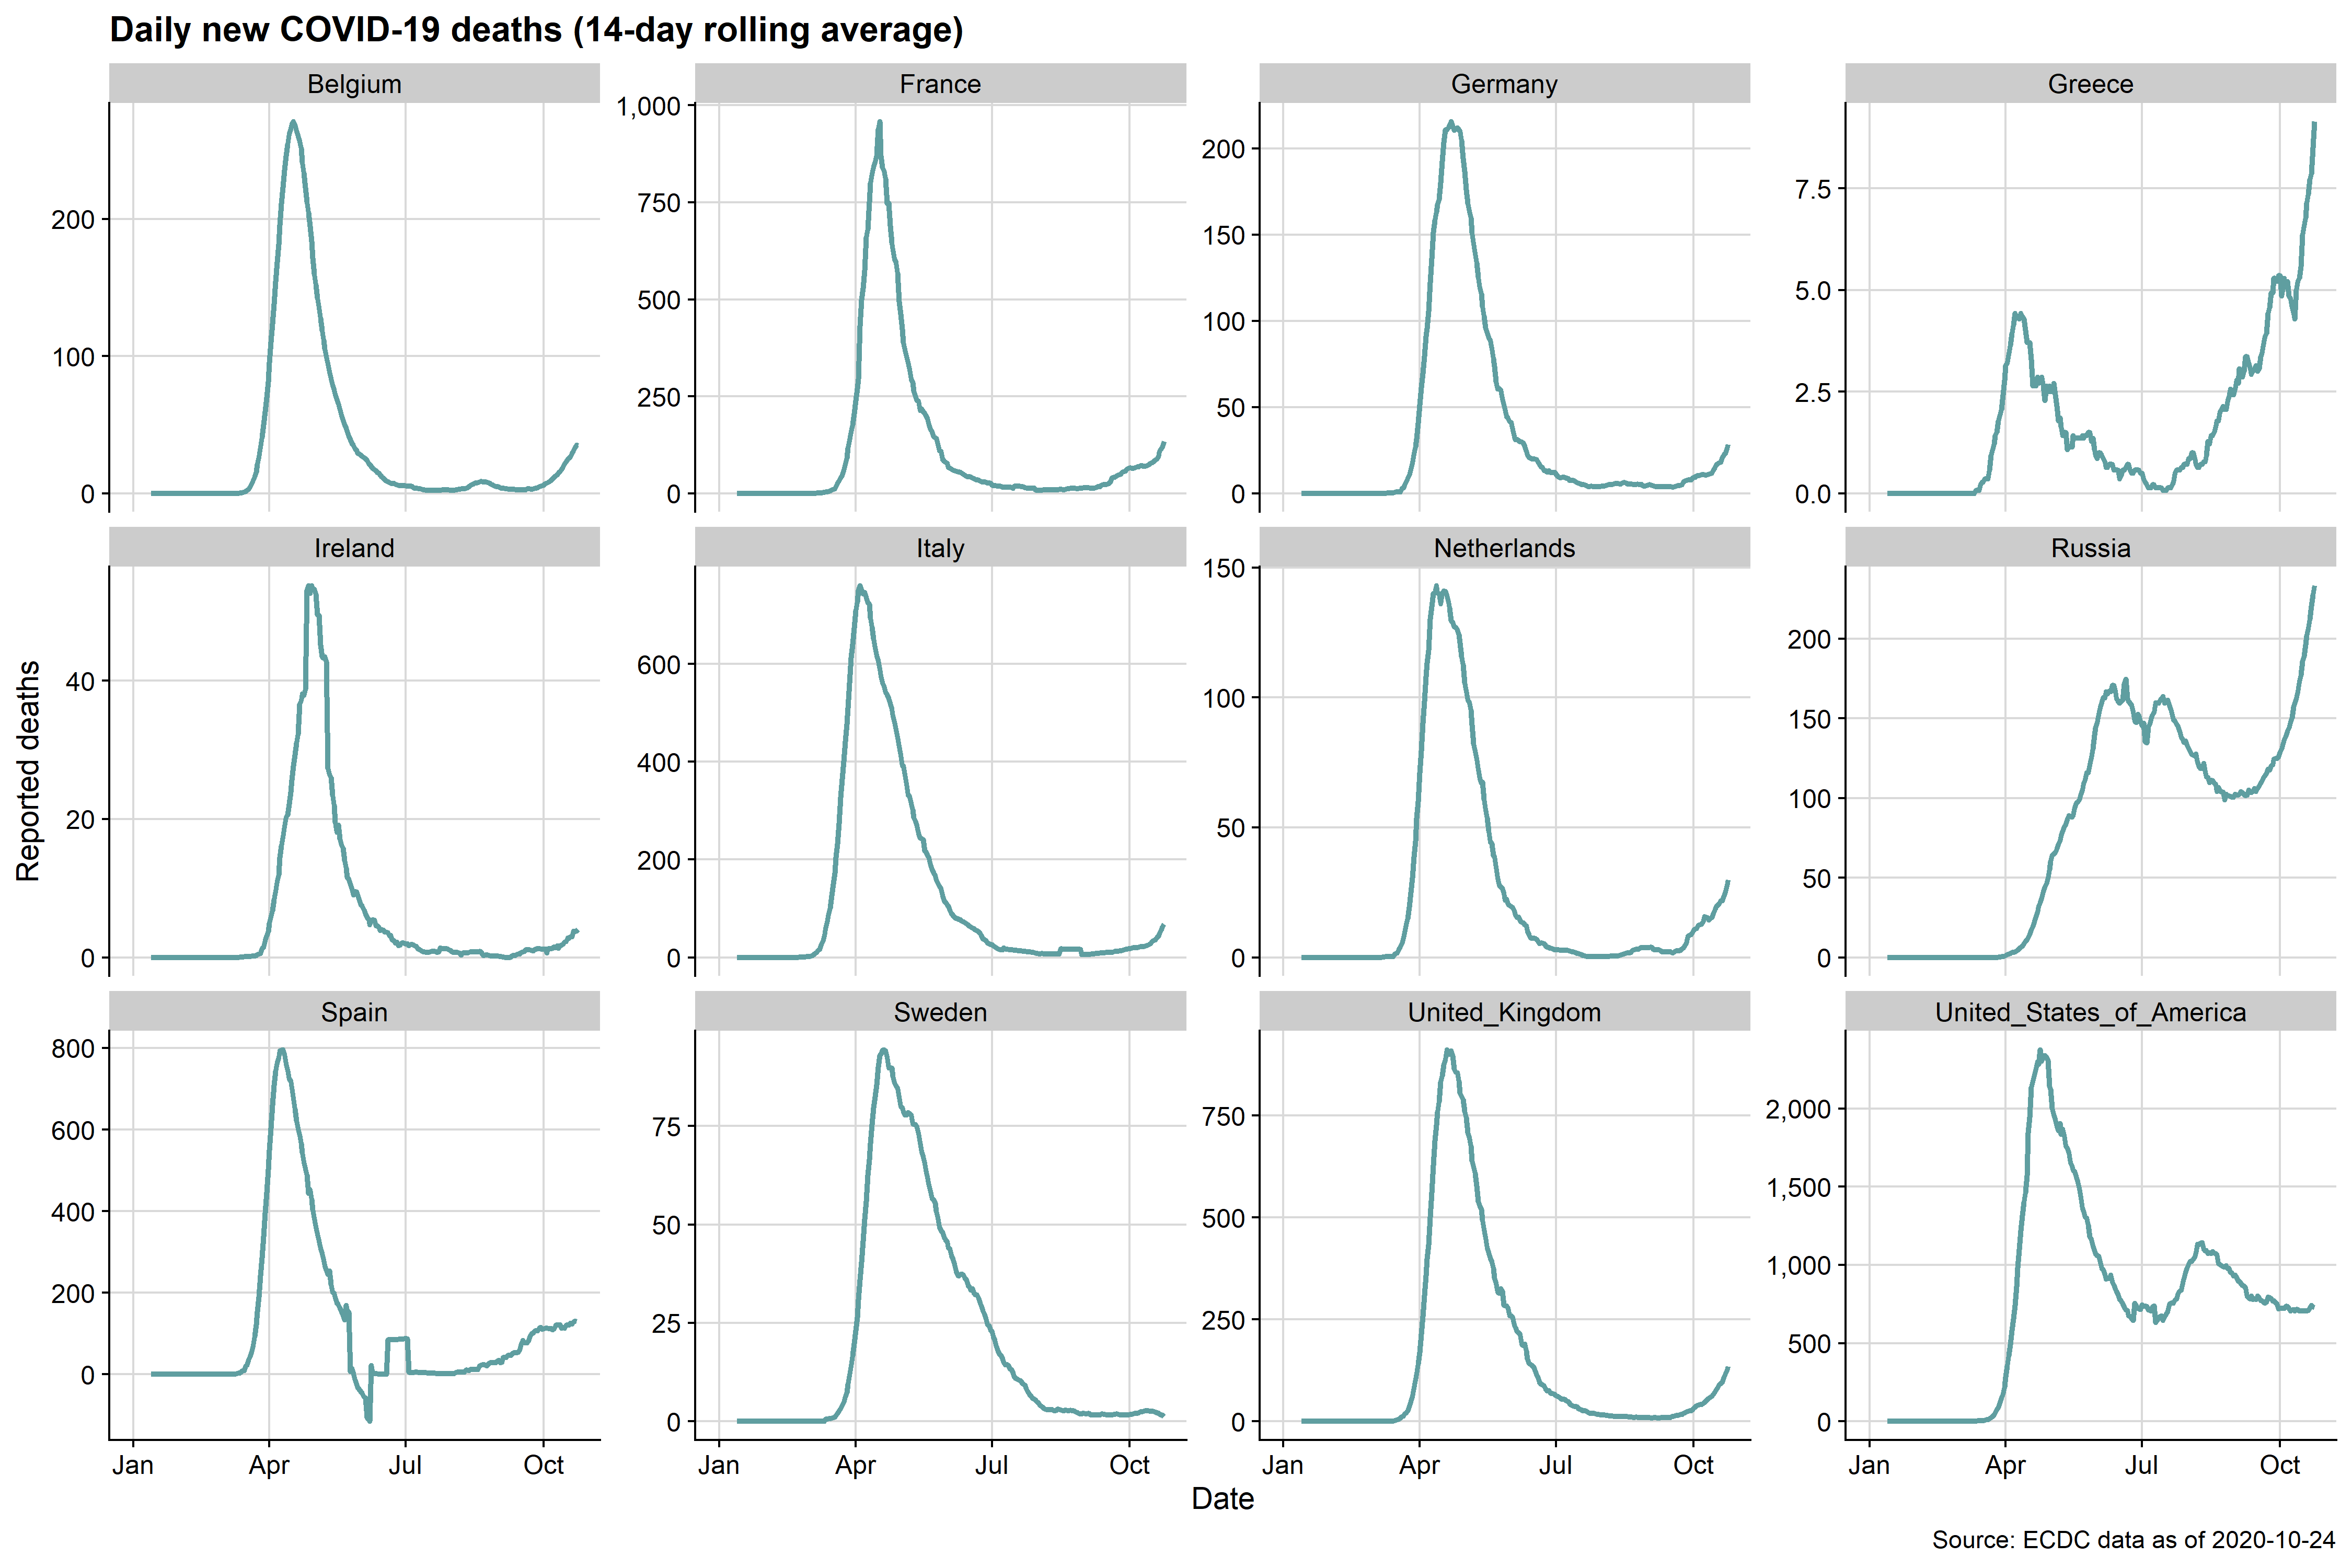 Daily new COVID-19 deaths (14-day rolling average)
Belgium
France
Germany
Greece
200
100
0
1,000
750
500
250
0
200
150
100
50
0
7.5
5.0
2.5
0.0
Ireland
Italy
Netherlands
Russia
40
20
0
600
400
200
0
150
100
50
0
200
150
100
50
0
Spain
Sweden
United_Kingdom
United_States_of_America
800
600
400
200
0
75
50
25
0
750
500
250
0
2,000
1,500
1,000
500
0
Jan Apr Jul Oct
Jan Apr Jul Oct
Jan Apr Jul Oct
Jan Apr Jul Oct
Reported deaths
Date
Source: ECDC data as of 2020-10-24